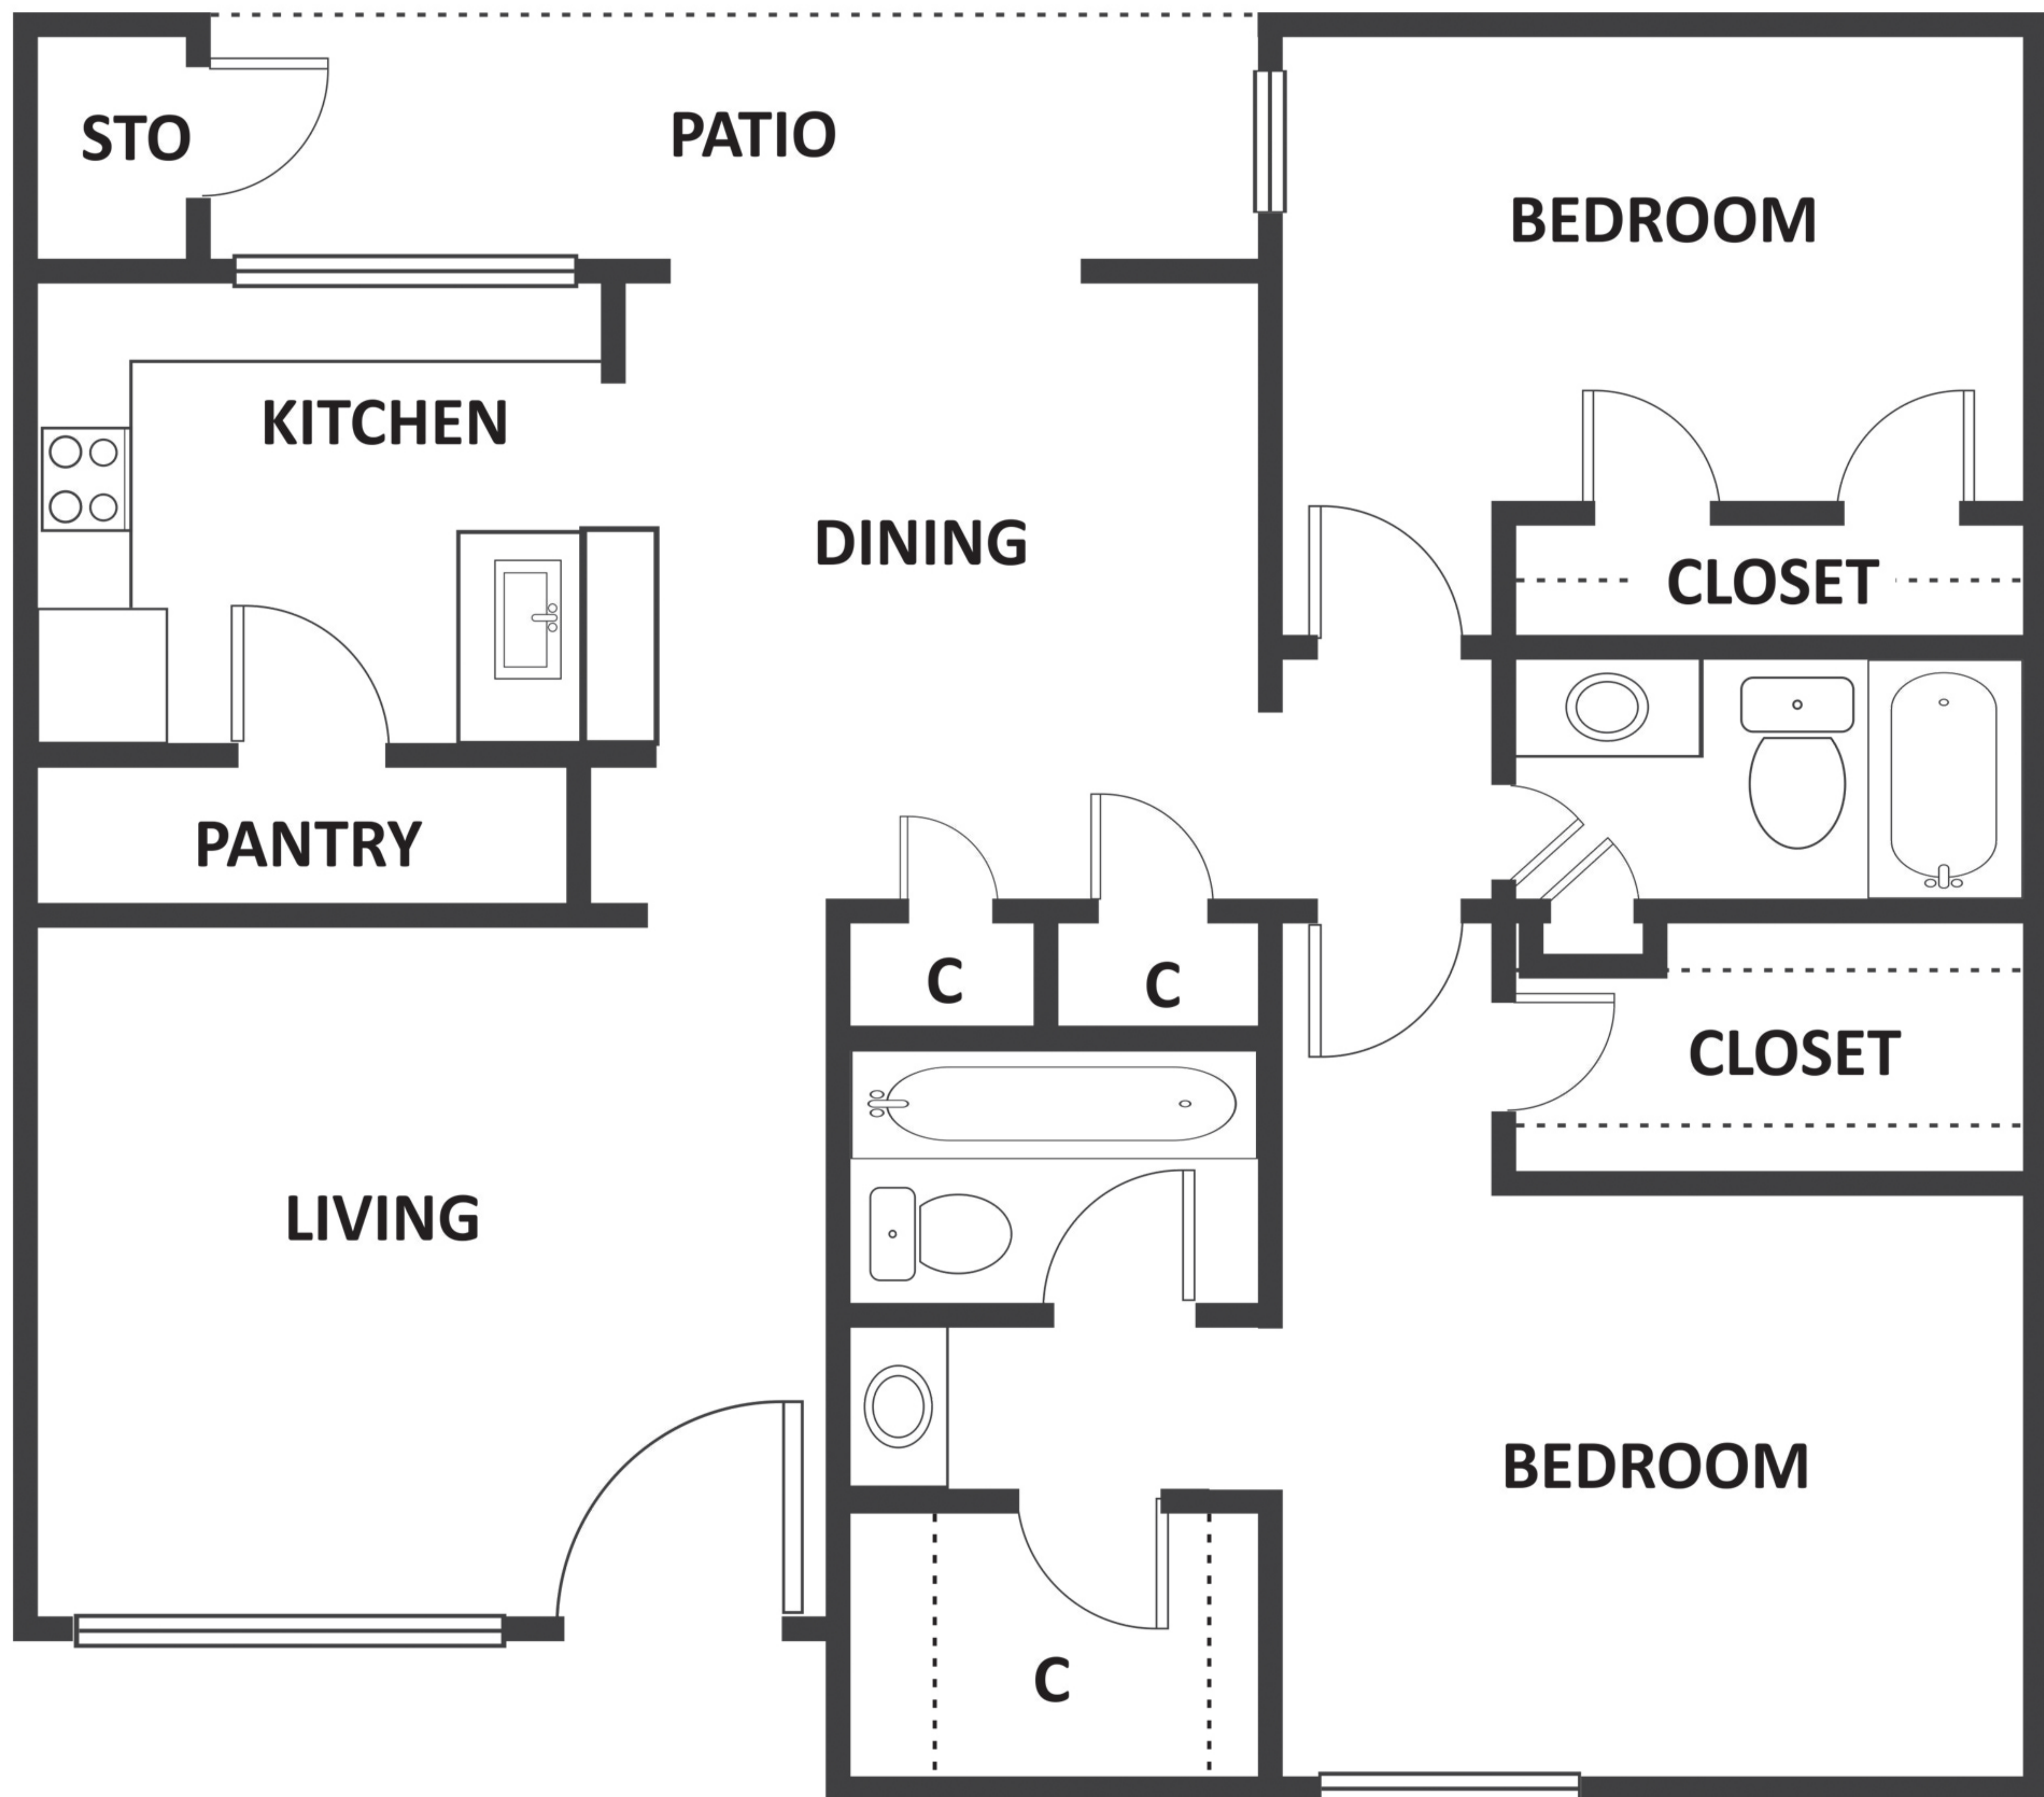 STO
PATIO
BEDROOM
KITCHEN
DINING
CLOSET
PANTRY
C
C
CLOSET
LIVING
BEDROOM
C